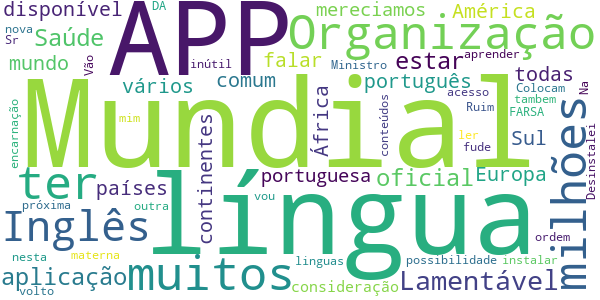 disponível DA APP mereciamos América
nova Sr Saúde Organização
mundo Vão inútil falar Ministro estar aprender
vários comum português acesso todas Na
Mundial milhões
encarnação mim África conteúdos Colocam tambem
Ruim FARSA
ler Sul
ter países continentes portuguesa fude oficial Europa Desinstalei
Inglês próxima outra língua vou
nesta materna linguas possibilidade ordem instalar
aplicação muitos consideração Lamentável
volto